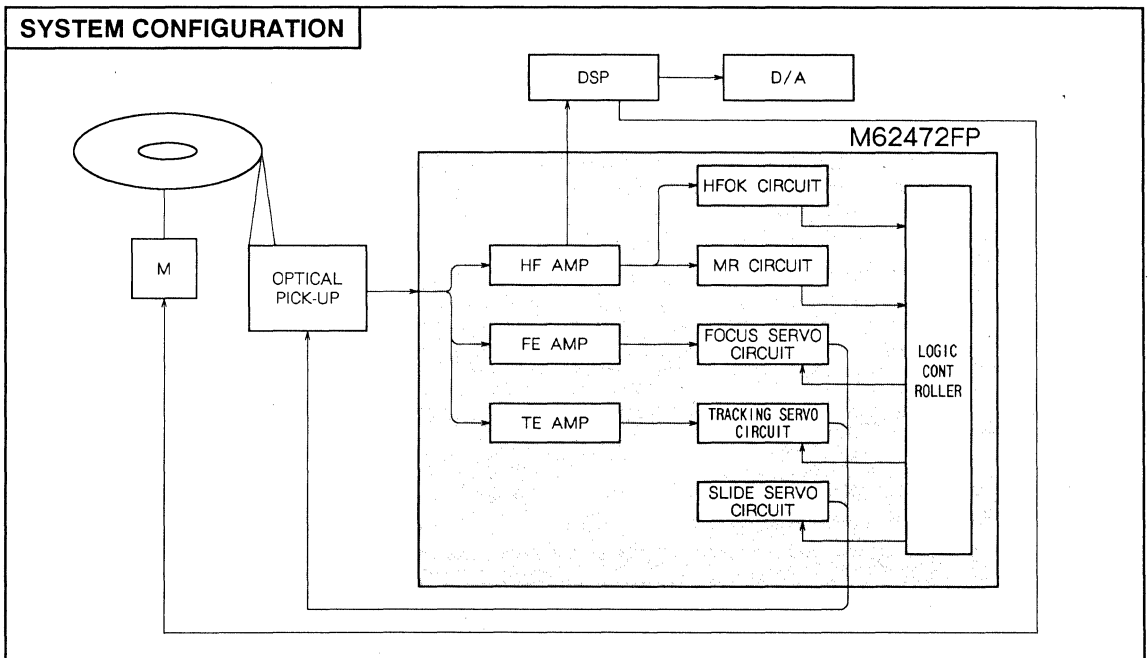 SYSTEM CONFIGURATION
DSP
D/A
M62472FP
HFOK CIRCUIT
M
OPTICAL
PICK-UP
HF AMP
MR CIRCUIT
FE AMP
FOCUS SERVO
CIRCUIT
LOGIC
CONT
ROLLER
TE AMP
TRACKING SERVO
CIRCUIT
SLIDE SERVO
CIRCUIT